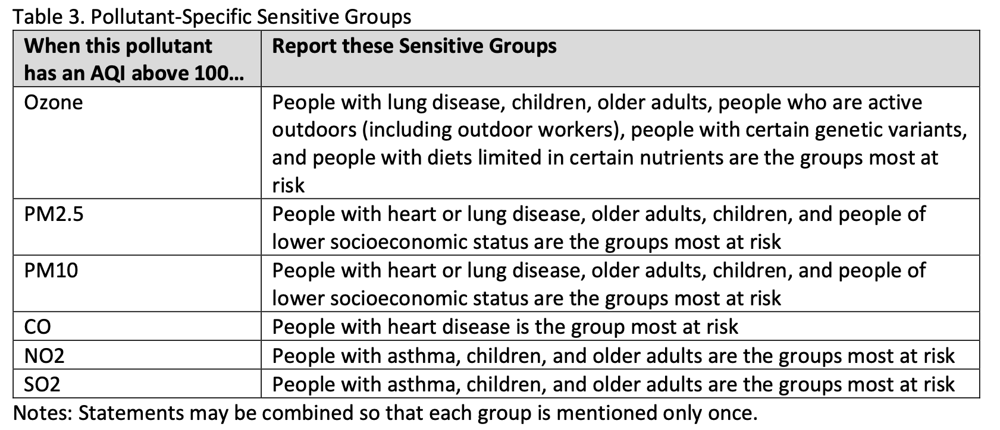 Table 3. Pollutant-Specific Sensitive Groups
When this pollutant
has an AQI above 100...
Report these Sensitive Groups
Ozone
People with lung disease, children, older adults, people who are active
outdoors (including outdoor workers), people with certain genetic variants,
and people with diets limited in certain nutrients are the groups most at
risk
PM2.5
People with heart or lung disease, older adults, children, and people of
lower socioeconomic status are the groups most at risk
PM10
People with heart or lung disease, older adults, children, and people of
lower socioeconomic status are the groups most at risk
CO
People with heart disease is the group most at risk
NO2
People with asthma, children, and older adults are the groups most at risk
SO2
People with asthma, children, and older adults are the groups most at risk
Notes: Statements may be combined so that each group is mentioned only once.